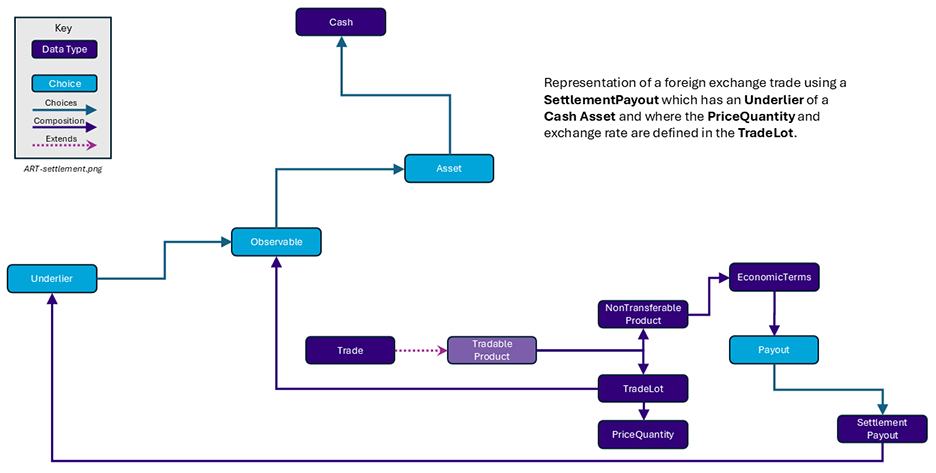 Key
Data Type
Choice
Choices
Composition
Extends
ART-settlement.png
Cash
Representation of a foreign exchange trade using a
SettlementPayout which has an Underlier of a
Cash Asset and where the PriceQuantity and
exchange rate are defined in the TradeLot.
Asset
Observable
Underlier
EconomicTerms
NonTransferable
Product
Trade
Tradable
Product
Payout
TradeLot
PriceQuantity
Settlement
Payout